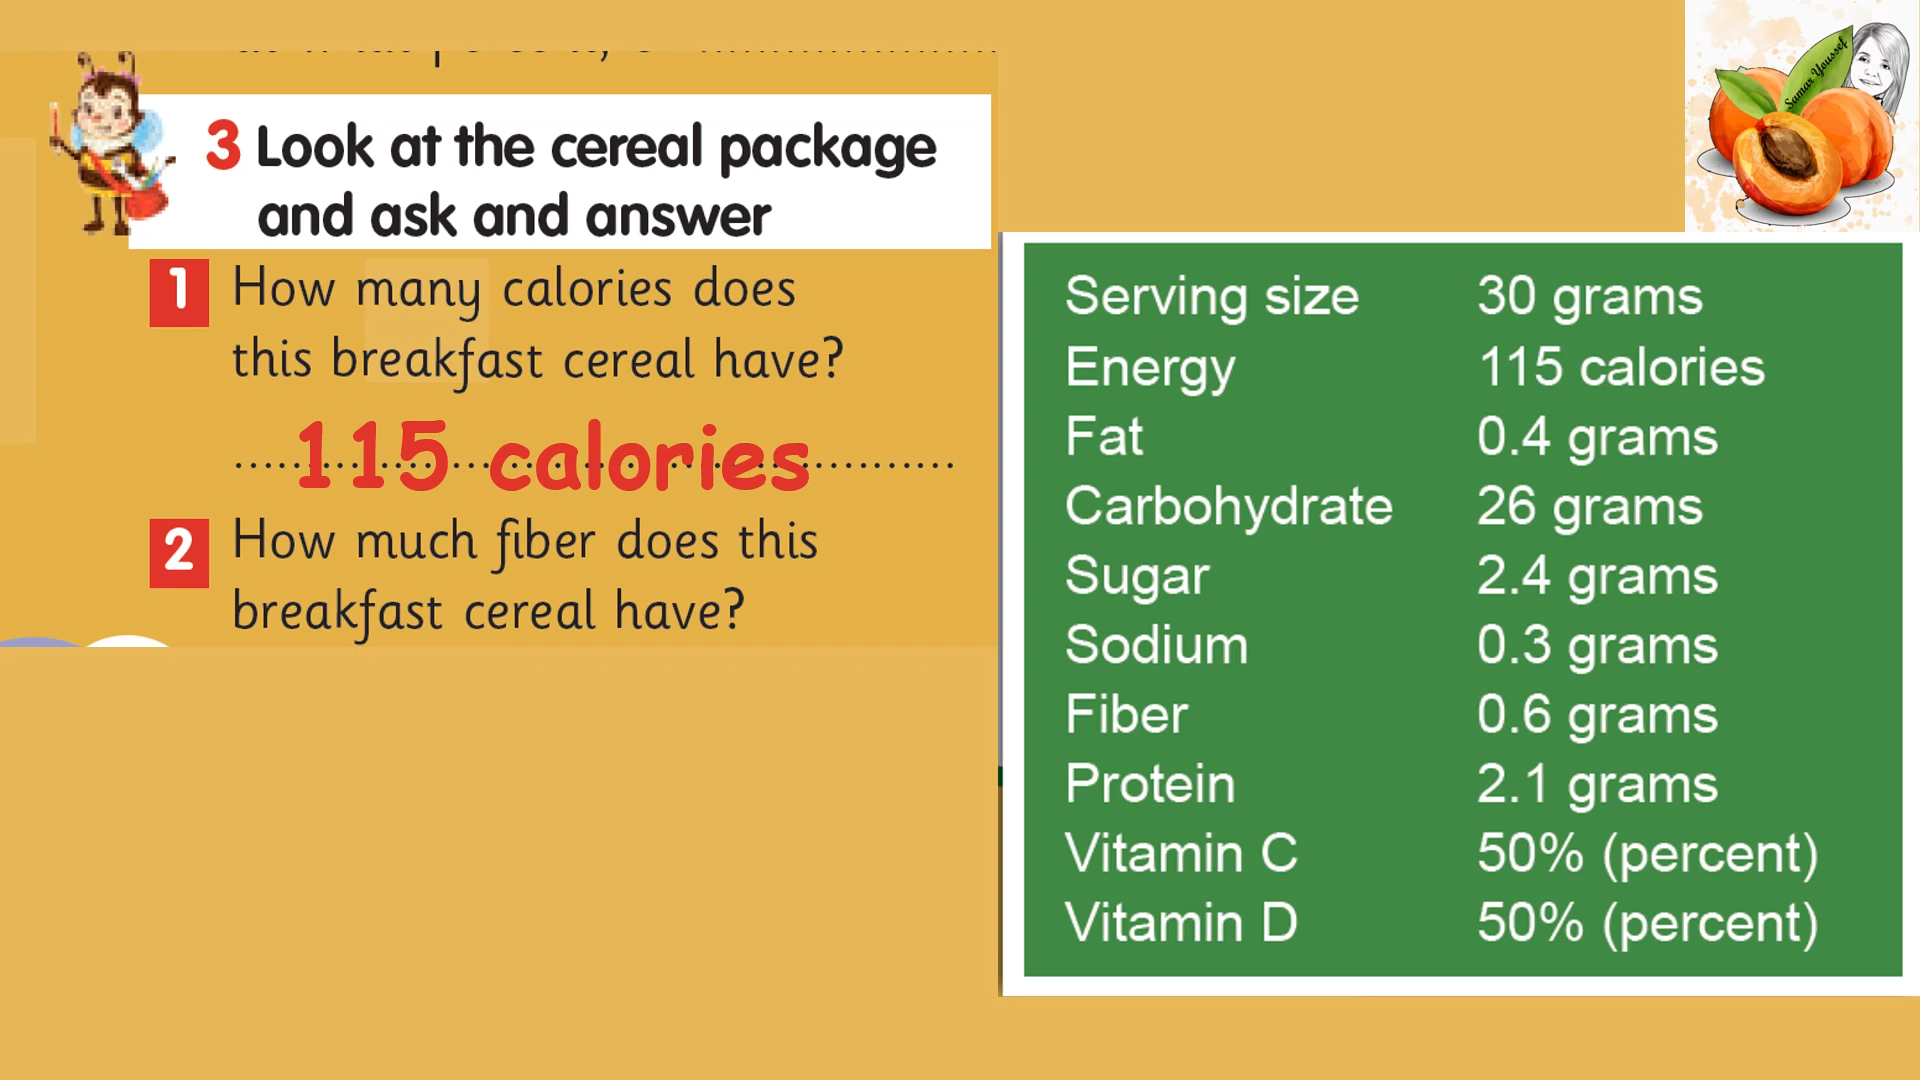 3 Look at the cereal package
and ask and answer
1 How many calories does
this breakfast cereal have?
115 calories
2 How much fiber does this
breakfast cereal have?
Samar Youssef
Serving size 30 grams
Energy 115 calories
Fat 0.4 grams
Carbohydrate 26 grams
Sugar 2.4 grams
Sodium 0.3 grams
Fiber 0.6 grams
Protein 2.1 grams
Vitamin C 50% (percent)
Vitamin D 50% (percent)